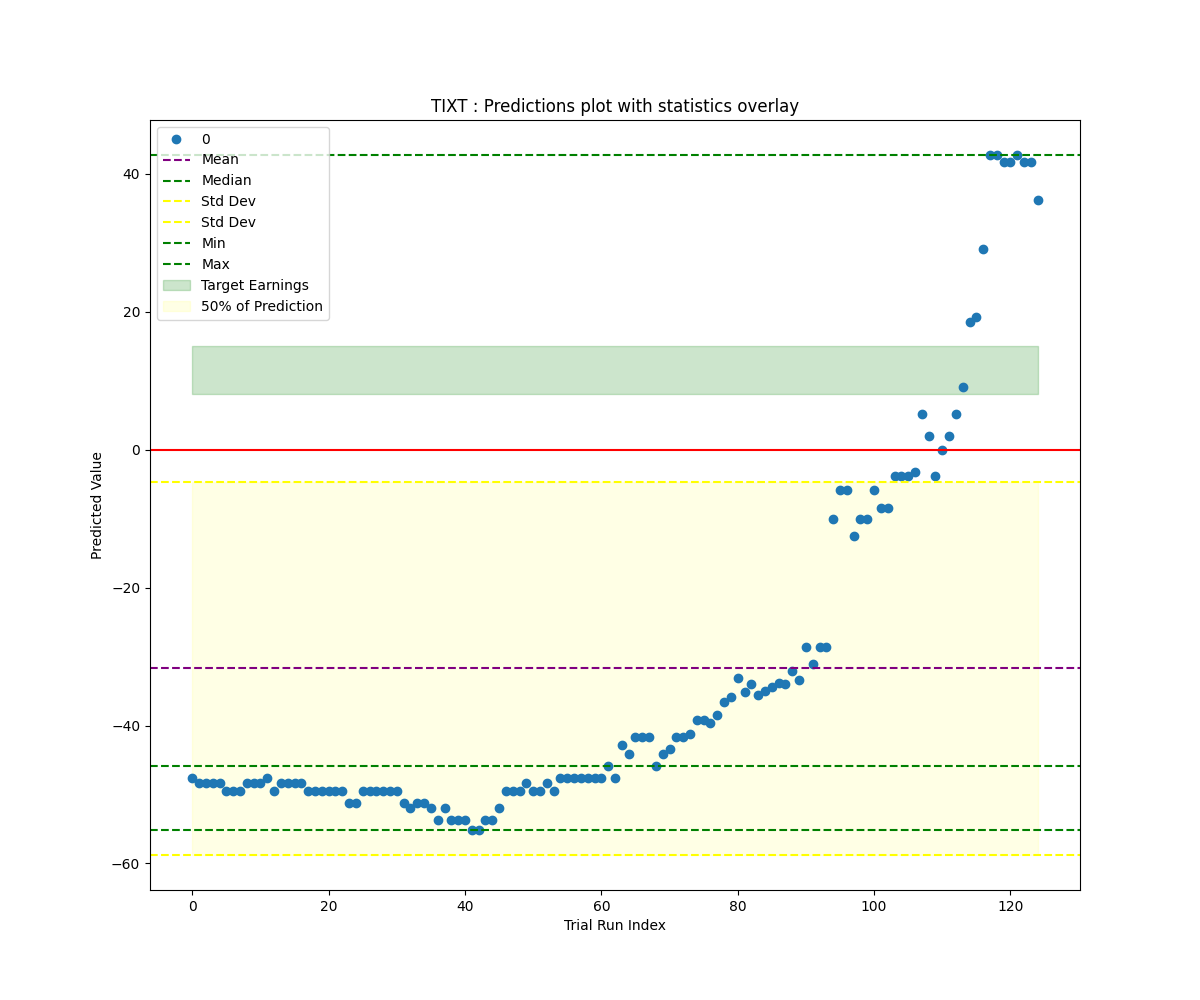 TIXT : Predictions plot with statistics overlay
0
Mean
Median
Std Dev
Std Dev
Min
Max
Target Earnings
50% of Prediction
40
20
0
−20
−40
−60
Predicted Value
0 20 40 60 80 100 120
Trial Run Index